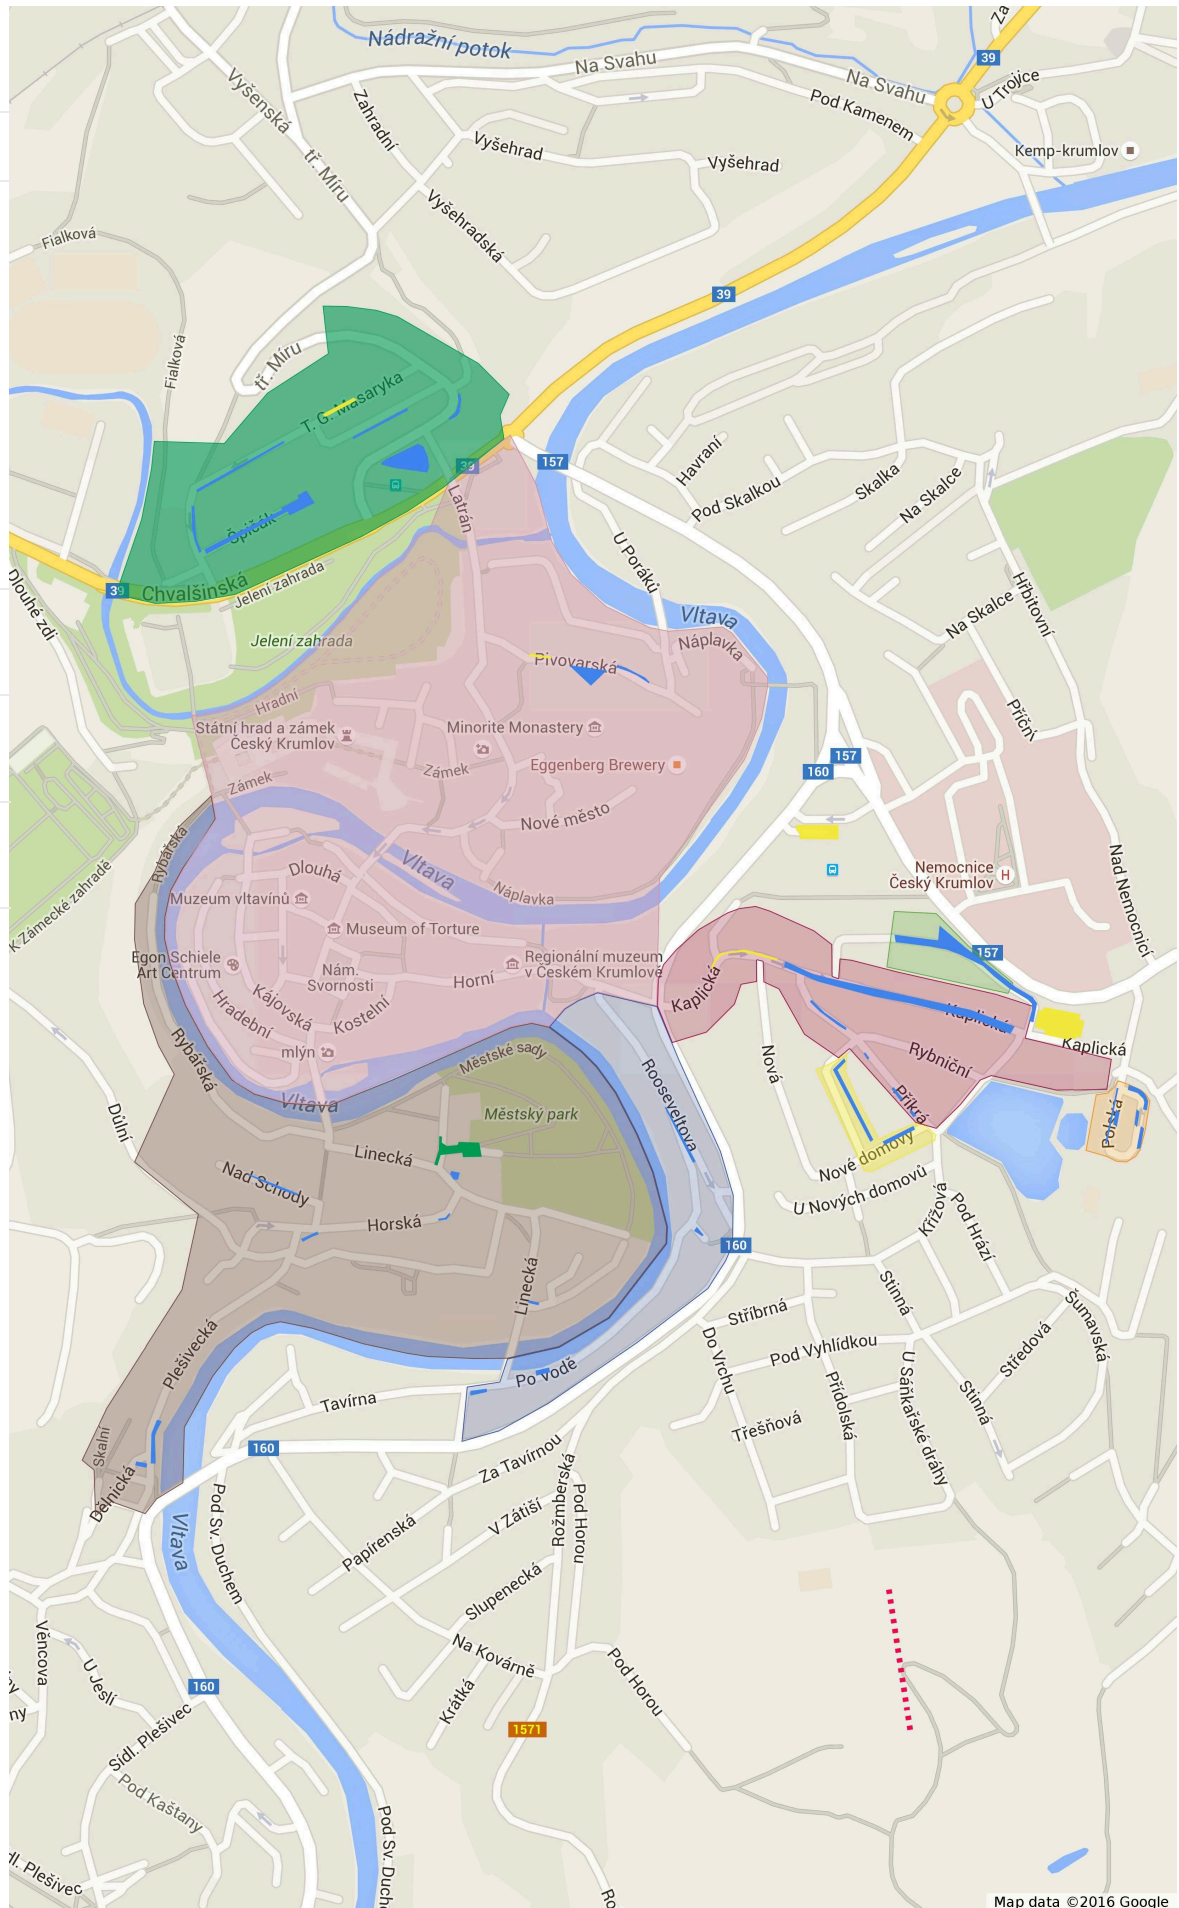 Nádražní potok
Na Svahu
Za
39
Na Svahu
U Trojice
Vyšenská
Zahradní
Pod Kamenem
Vyšehrad
Kemp-krumlov
tř. Míru
Vyšehrad
Vyšehradská
Fialková
39
Fialková
tř. Míru
T. G. Masaryka
Havraní
157
39
Latrán
Pod Skalkou
Skalka
Na Skalce
Špičák
U Poráků
Chvalšinská
39
Jelení zahrada
Dlouhé zdi
Hřbitovní
Na Skalce
Vltava
Jelení zahrada
Náplavka
Pivovarská
Hradní
Příční
Státní hrad a zámek
Český Krumlov
Minorite Monastery
157
Eggenberg Brewery
160
Zámek
Zámek
Nové město
Rybářská
Dlouhá
Vltava
Nemocnice
Český Krumlov
Nad Nemocnicí
K Zámecké zahradě
Muzeum vltavínů
Náplavka
Museum of Torture
Egon Schiele
Art Centrum
Regionální muzeum
v Českém Krumlově
157
Nám.
Svornosti
Horní
Kaplická
Kájovská
Hradební
Kostelní
Kaplická
Kaplická
mlýn
Rybářská
Městské sady
Rooseveltova
Nová
Rybniční
Příkrá
Vltava
Městský park
Důlní
Polská
Linecká
Nové domovy
Nad Schody
U Nových domovů
Křížová
Pod Hrází
Horská
160
Linecká
Stinná
Stříbrná
Šumavská
Plešivecká
Do Vrchu
Pod Vyhlídkou
Středová
Po vodě
U Sáňkařské dráhy
Tavírna
Přídolská
Stinná
Třešňová
Skalní
160
Za Tavírnou
Dělnická
Rožmberská
Pod Horou
V Zátiší
Vltava
Pod Sv. Duchem
Papírenská
Slupenecká
Věncova
Na Kovárně
U Jeslí
Pod Horou
160
Krátká
ny
Sídl. Plešivec
1571
Pod Kaštany
Pod Sv. Duche
dl. Plešivec
Ro
Map data ©2016 Google